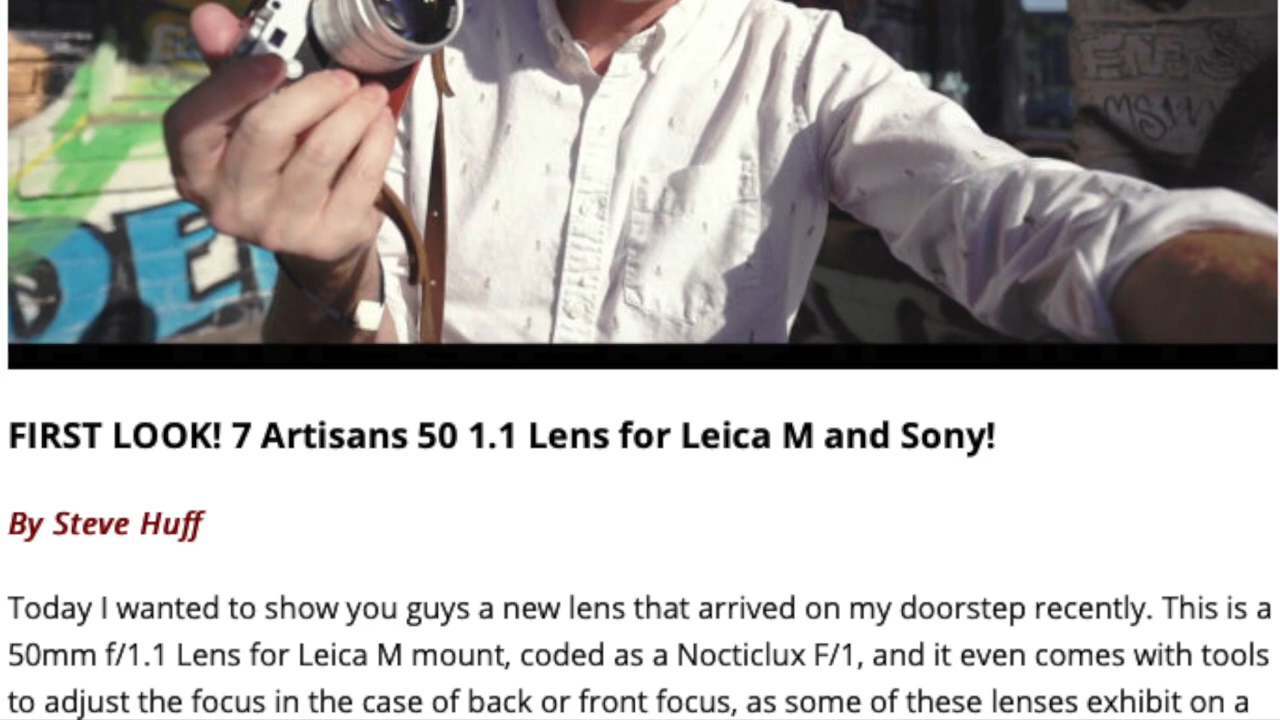 DE
FIRST LOOK! 7 Artisans 50 1.1 Lens for Leica M and Sony!
By Steve Huff
Today I wanted to show you guys a new lens that arrived on my doorstep recently. This is a
50mm f/1.1 Lens for Leica M mount, coded as a Nocticlux F/1, and it even comes with tools
to adjust the focus in the case of back or front focus, as some of these lenses exhibit on a